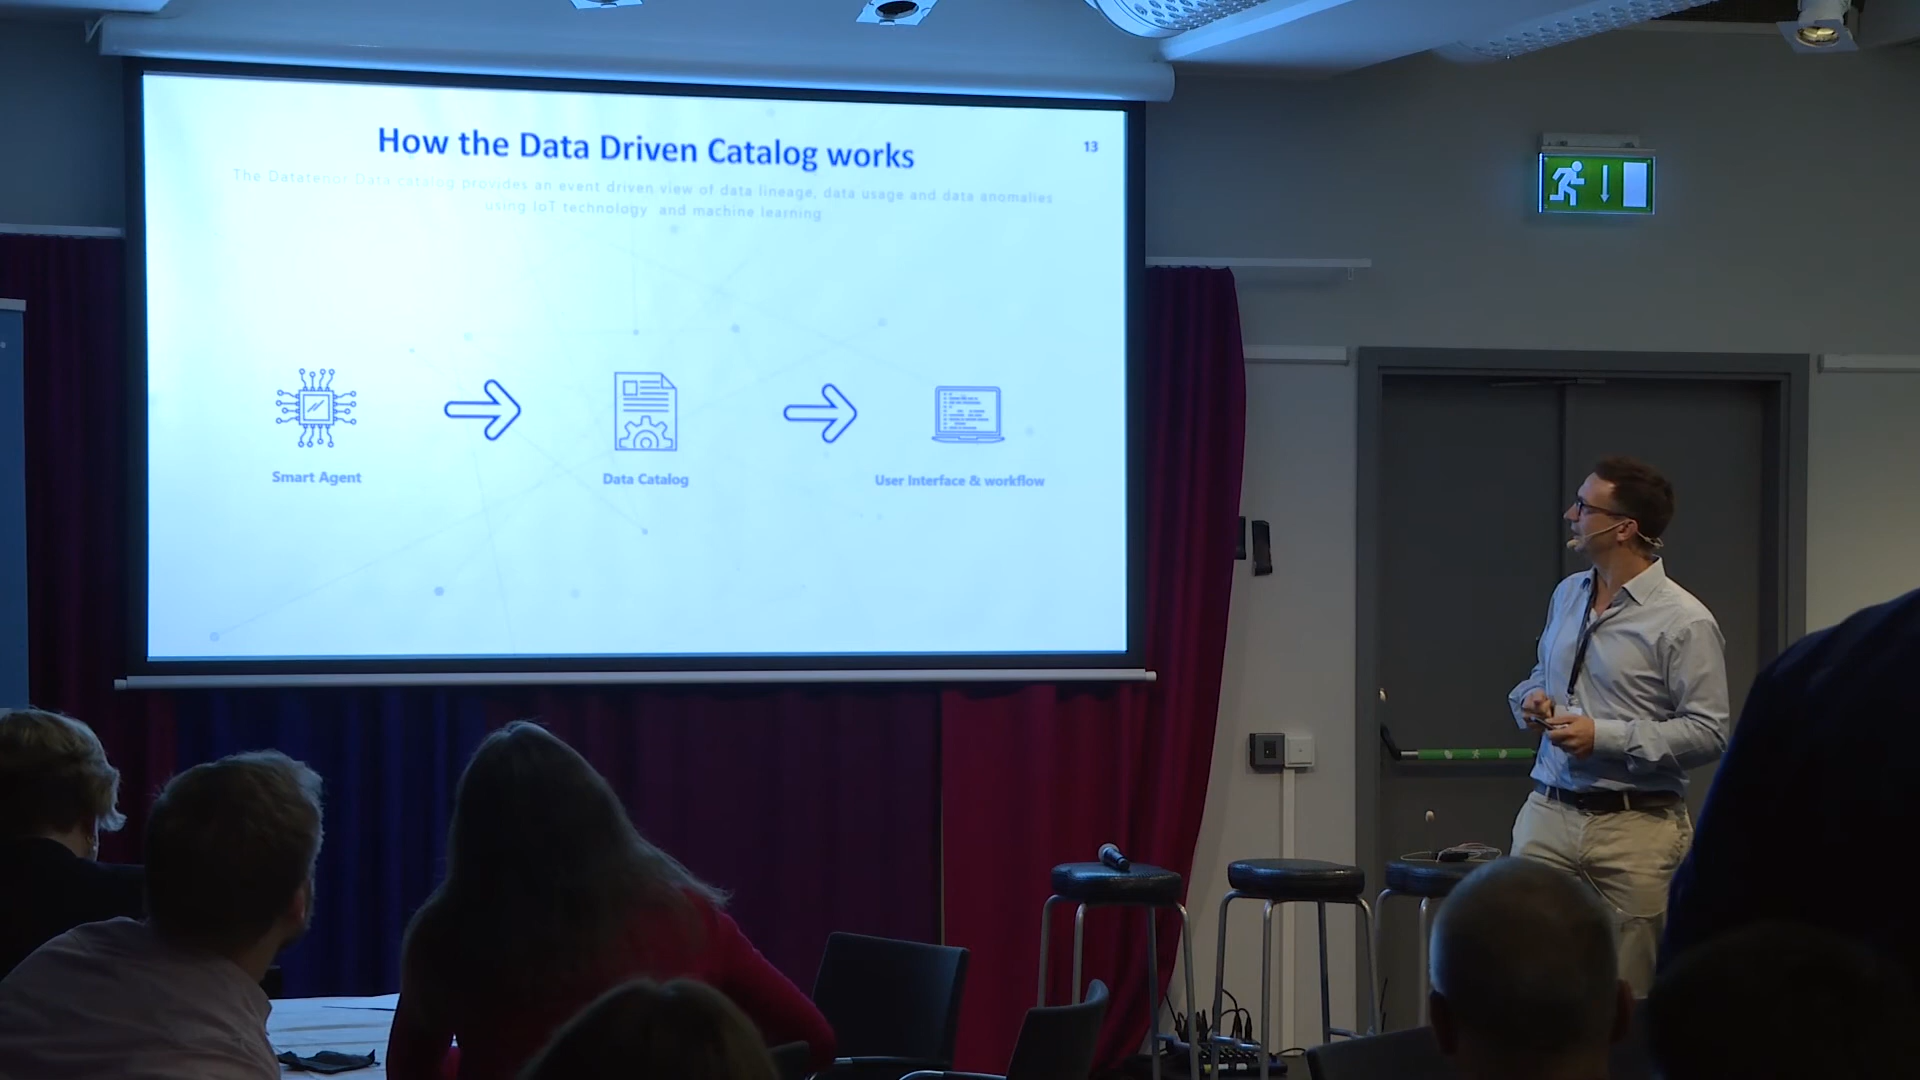 How the Data Driven Catalog works
13
The Datatenor Data catalog provides an event driven view of data lineage, data usage and data anomalies
using IoT technology and machine learning
Smart Agent
Data Catalog
User Interface & workflow